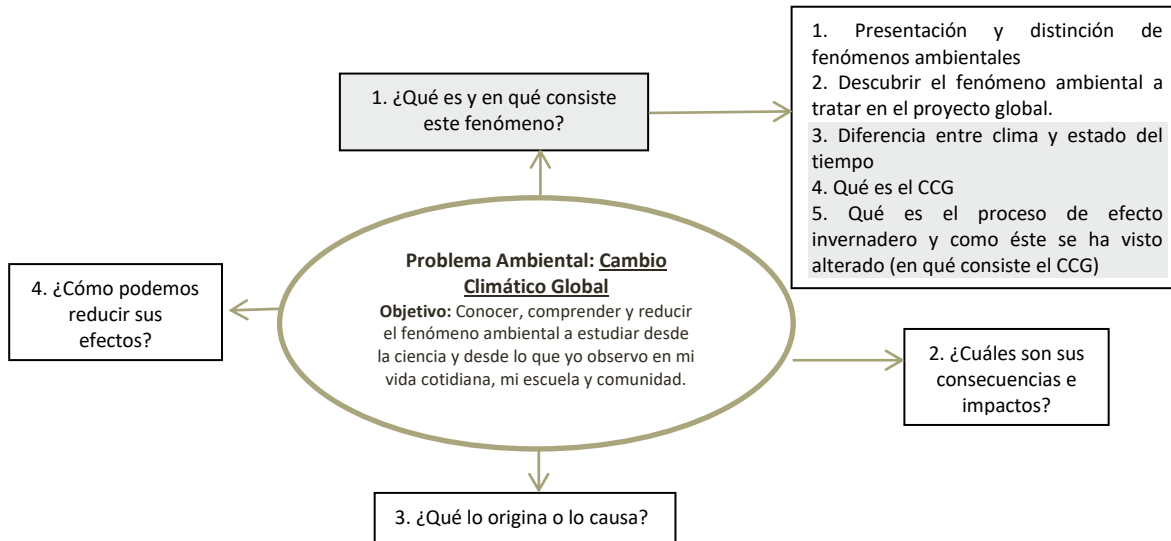 1. ¿Qué es y en qué consiste
este fenómeno?
1. Presentación y distinción de
fenómenos ambientales
2. Descubrir el fenómeno ambiental a
tratar en el proyecto global.
3. Diferencia entre clima y estado del
tiempo
4. Qué es el CCG
5. Qué es el proceso de efecto
invernadero y como éste se ha visto
alterado (en qué consiste el CCG)
Problema Ambiental: Cambio
Climático Global
Objetivo: Conocer, comprender y reducir
el fenómeno ambiental a estudiar desde
la ciencia y desde lo que yo observo en mi
vida cotidiana, mi escuela y comunidad.
4. ¿Cómo podemos
reducir sus
efectos?
2. ¿Cuáles son sus
consecuencias e
impactos?
3. ¿Qué lo origina o lo causa?